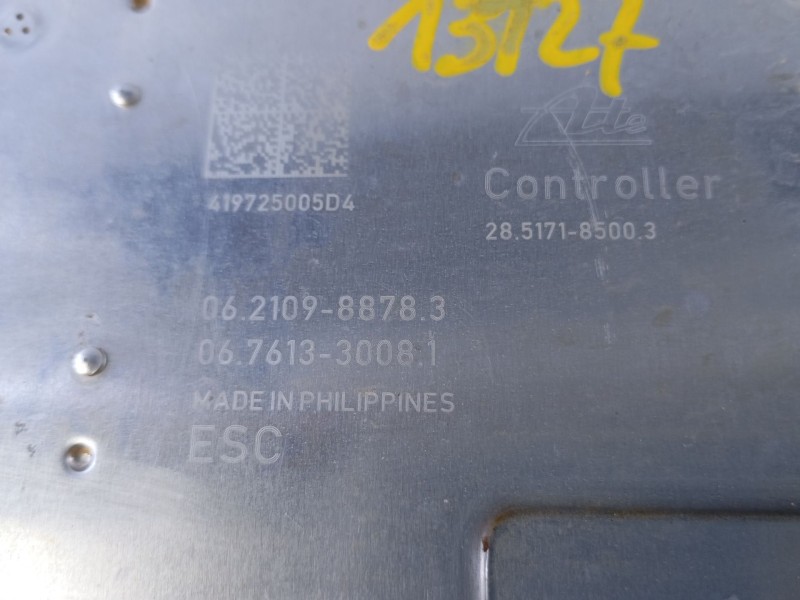 13127
Ate
419725005D4
Controller
28.5171-8500.3
06.2109-8878.3
06.7613-3008.1
MADE IN PHILIPPINES
ESC